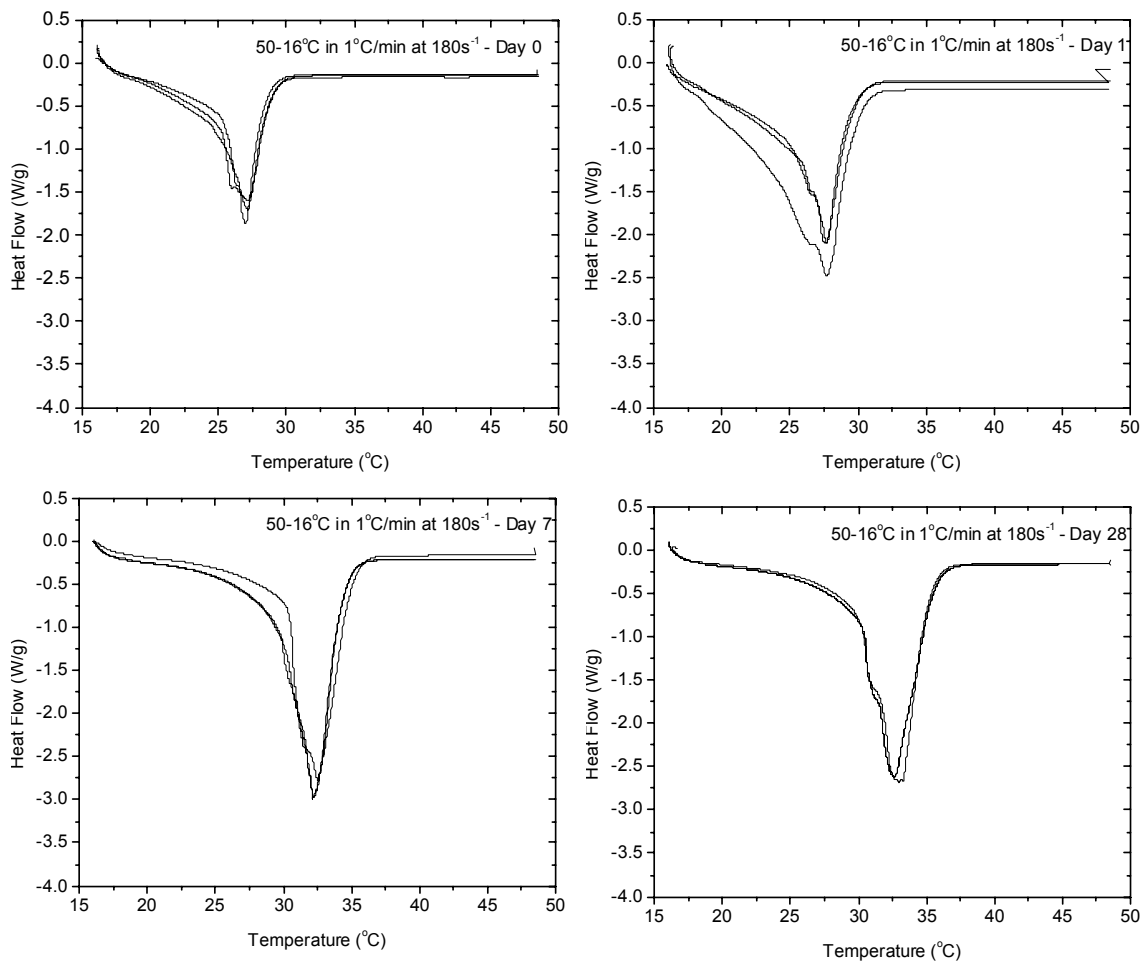 0.5
0.0
-0.5
-1.0
-1.5
-2.0
-2.5
-3.0
-3.5
-4.0
Heat Flow (W/g)
50-16°C in 1°C/min at 180s⁻¹ - Day 0
15 20 25 30 35 40 45 50
Temperature (°C)
0.5
0.0
-0.5
-1.0
-1.5
-2.0
-2.5
-3.0
-3.5
-4.0
Heat Flow (W/g)
50-16°C in 1°C/min at 180s⁻¹ - Day 1
15 20 25 30 35 40 45 50
Temperature (°C)
0.5
0.0
-0.5
-1.0
-1.5
-2.0
-2.5
-3.0
-3.5
-4.0
Heat Flow (W/g)
50-16°C in 1°C/min at 180s⁻¹ - Day 7
15 20 25 30 35 40 45 50
Temperature (°C)
0.5
0.0
-0.5
-1.0
-1.5
-2.0
-2.5
-3.0
-3.5
-4.0
Heat Flow (W/g)
50-16°C in 1°C/min at 180s⁻¹ - Day 28
15 20 25 30 35 40 45 50
Temperature (°C)